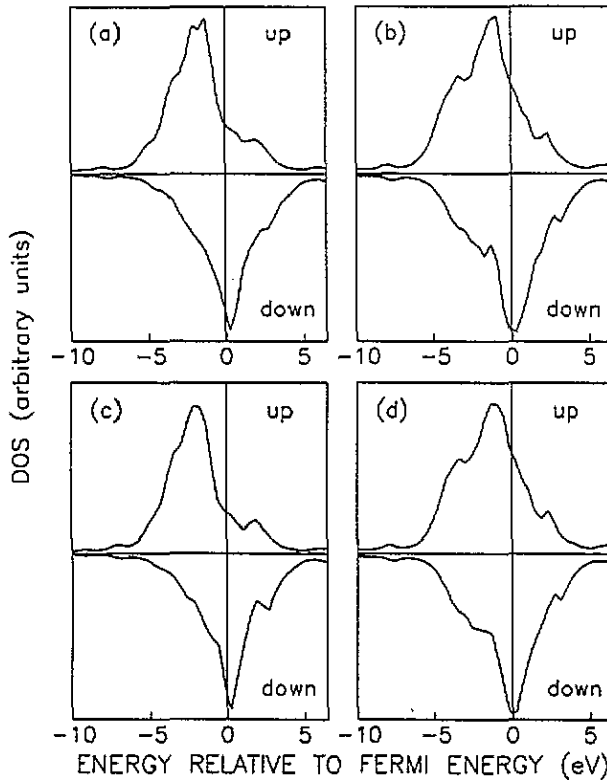 (a) up
(b) up
down
down
-10 -5 0 5
-10 -5 0 5
(c) up
(d) up
down
down
-10 -5 0 5
-10 -5 0 5
DOS (arbitrary units)
ENERGY RELATIVE TO FERMI ENERGY (eV)